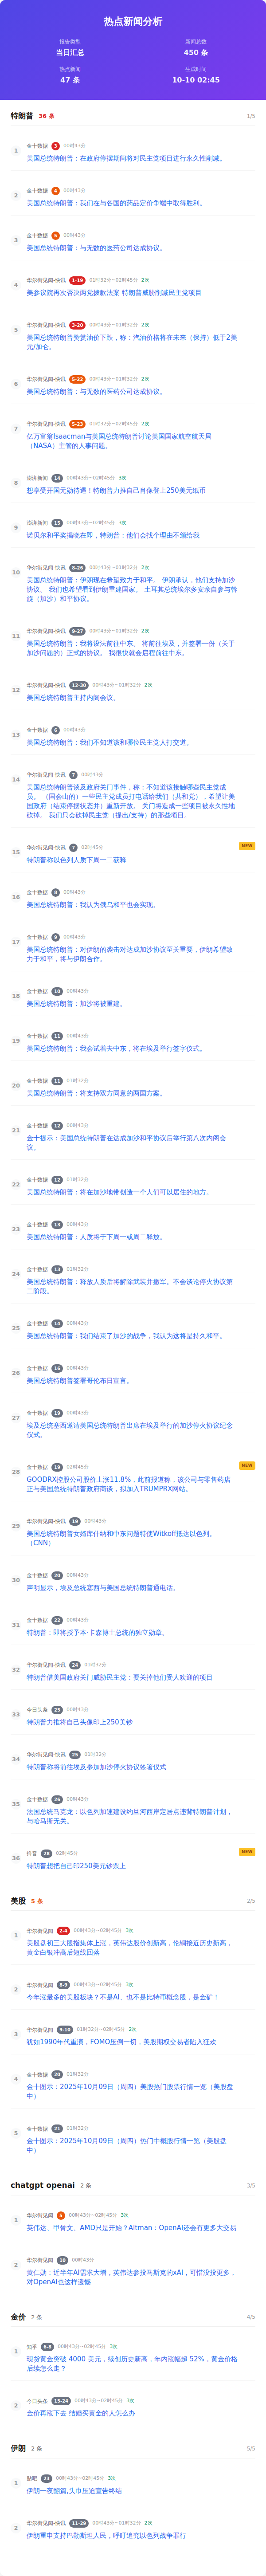 热点新闻分析
报告类型
当日汇总
新闻总数
450 条
热点新闻
47 条
生成时间
10-10 02:45
特朗普 36 条 1/5
1
金十数据 3 00时43分
美国总统特朗普：在政府停摆期间将对民主党项目进行永久性削减。
2
金十数据 4 00时43分
美国总统特朗普：我们在与各国的药品定价争端中取得胜利。
3
金十数据 5 00时43分
美国总统特朗普：与无数的医药公司达成协议。
4
华尔街见闻-快讯 1-19 01时32分~02时45分 2次
美参议院再次否决两党拨款法案 特朗普威胁削减民主党项目
5
华尔街见闻-快讯 3-20 00时43分~01时32分 2次
美国总统特朗普赞赏油价下跌，称：汽油价格将在未来（保持）低于2美
元/加仑。
6
华尔街见闻-快讯 5-22 00时43分~01时32分 2次
美国总统特朗普：与无数的医药公司达成协议。
7
华尔街见闻-快讯 5-23 01时32分~02时45分 2次
亿万富翁Isaacman与美国总统特朗普讨论美国国家航空航天局
（NASA）主管的人事问题。
8
澎湃新闻 14 00时43分~02时45分 3次
想享受开国元勋待遇！特朗普力推自己肖像登上250美元纸币
9
澎湃新闻 15 00时43分~02时45分 3次
诺贝尔和平奖揭晓在即，特朗普：他们会找个理由不颁给我
10
华尔街见闻-快讯 8-26 00时43分~01时32分 2次
美国总统特朗普：伊朗现在希望致力于和平。 伊朗承认，他们支持加沙
协议。 我们也希望看到伊朗重建国家。 土耳其总统埃尔多安亲自参与斡
旋（加沙）和平协议。
11
华尔街见闻-快讯 9-27 00时43分~01时32分 2次
美国总统特朗普：我将设法前往中东。 将前往埃及，并签署一份（关于
加沙问题的）正式的协议。 我很快就会启程前往中东。
12
华尔街见闻-快讯 12-30 00时43分~01时32分 2次
美国总统特朗普主持内阁会议。
13
金十数据 6 00时43分
美国总统特朗普：我们不知道该和哪位民主党人打交道。
14
华尔街见闻-快讯 7 00时43分
美国总统特朗普谈及政府关门事件，称：不知道该接触哪些民主党成
员。 （国会山的）一些民主党成员打电话给我们（共和党），希望让美
国政府（结束停摆状态并）重新开放。 关门将造成一些项目被永久性地
砍掉。 我们只会砍掉民主党（提出/支持）的那些项目。
15
华尔街见闻-快讯 7 02时45分
NEW
特朗普称以色列人质下周一二获释
16
金十数据 8 00时43分
美国总统特朗普：我认为俄乌和平也会实现。
17
金十数据 9 00时43分
美国总统特朗普：对伊朗的袭击对达成加沙协议至关重要，伊朗希望致
力于和平，将与伊朗合作。
18
金十数据 10 00时43分
美国总统特朗普：加沙将被重建。
19
金十数据 11 00时43分
美国总统特朗普：我会试着去中东，将在埃及举行签字仪式。
20
金十数据 11 01时32分
美国总统特朗普：将支持双方同意的两国方案。
21
金十数据 12 00时43分
金十提示：美国总统特朗普在达成加沙和平协议后举行第八次内阁会
议。
22
金十数据 12 01时32分
美国总统特朗普：将在加沙地带创造一个人们可以居住的地方。
23
金十数据 13 00时43分
美国总统特朗普：人质将于下周一或周二释放。
24
金十数据 13 01时32分
美国总统特朗普：释放人质后将解除武装并撤军。不会谈论停火协议第
二阶段。
25
金十数据 14 00时43分
美国总统特朗普：我们结束了加沙的战争，我认为这将是持久和平。
26
金十数据 16 00时43分
美国总统特朗普签署哥伦布日宣言。
27
金十数据 19 00时43分
埃及总统塞西邀请美国总统特朗普出席在埃及举行的加沙停火协议纪念
仪式。
28
金十数据 19 02时45分
NEW
GOODRX控股公司股价上涨11.8%，此前报道称，该公司与零售药店
正与美国总统特朗普政府商谈，拟加入TRUMPRX网站。
29
华尔街见闻-快讯 19 00时43分
美国总统特朗普女婿库什纳和中东问题特使Witkoff抵达以色列。
（CNN）
30
金十数据 20 00时43分
声明显示，埃及总统塞西与美国总统特朗普通电话。
31
金十数据 22 00时43分
特朗普：即将授予本·卡森博士总统的独立勋章。
32
华尔街见闻-快讯 24 01时32分
特朗普借美国政府关门威胁民主党：要关掉他们受人欢迎的项目
33
今日头条 25 00时43分
特朗普力推将自己头像印上250美钞
34
华尔街见闻-快讯 25 01时32分
特朗普称将前往埃及参加加沙停火协议签署仪式
35
金十数据 26 00时43分
法国总统马克龙：以色列加速建设约旦河西岸定居点违背特朗普计划，
与哈马斯无关。
36
抖音 28 02时45分
NEW
特朗普想把自己印250美元钞票上
美股 5 条 2/5
1
华尔街见闻 2-4 00时43分~02时45分 3次
美股盘初三大股指集体上涨，英伟达股价创新高，伦铜接近历史新高，
黄金白银冲高后短线回落
2
华尔街见闻 8-9 00时43分~02时45分 3次
今年涨最多的美股板块？不是AI、也不是比特币概念股，是金矿！
3
华尔街见闻 9-10 01时32分~02时45分 2次
犹如1990年代重演，FOMO压倒一切，美股期权交易者陷入狂欢
4
金十数据 20 01时32分
金十图示：2025年10月09日（周四）美股热门股票行情一览（美股盘
中）
5
金十数据 21 01时32分
金十图示：2025年10月09日（周四）热门中概股行情一览（美股盘
中）
chatgpt openai 2 条 3/5
1
华尔街见闻 5 00时43分~02时45分 3次
英伟达、甲骨文、AMD只是开始？Altman：OpenAI还会有更多大交易
2
华尔街见闻 10 00时43分
黄仁勋：近半年AI需求大增，英伟达参投马斯克的xAI，可惜没投更多，
对OpenAI也这样遗憾
金价 2 条 4/5
1
知乎 6-8 00时43分~02时45分 3次
现货黄金突破 4000 美元，续创历史新高，年内涨幅超 52%，黄金价格
后续怎么走？
2
今日头条 15-24 00时43分~02时45分 3次
金价再涨下去 结婚买黄金的人怎么办
伊朗 2 条 5/5
1
贴吧 23 00时43分~02时45分 3次
伊朗一夜翻篇,头巾压迫宣告终结
2
华尔街见闻-快讯 11-29 00时43分~01时32分 2次
伊朗重申支持巴勒斯坦人民，呼吁追究以色列战争罪行